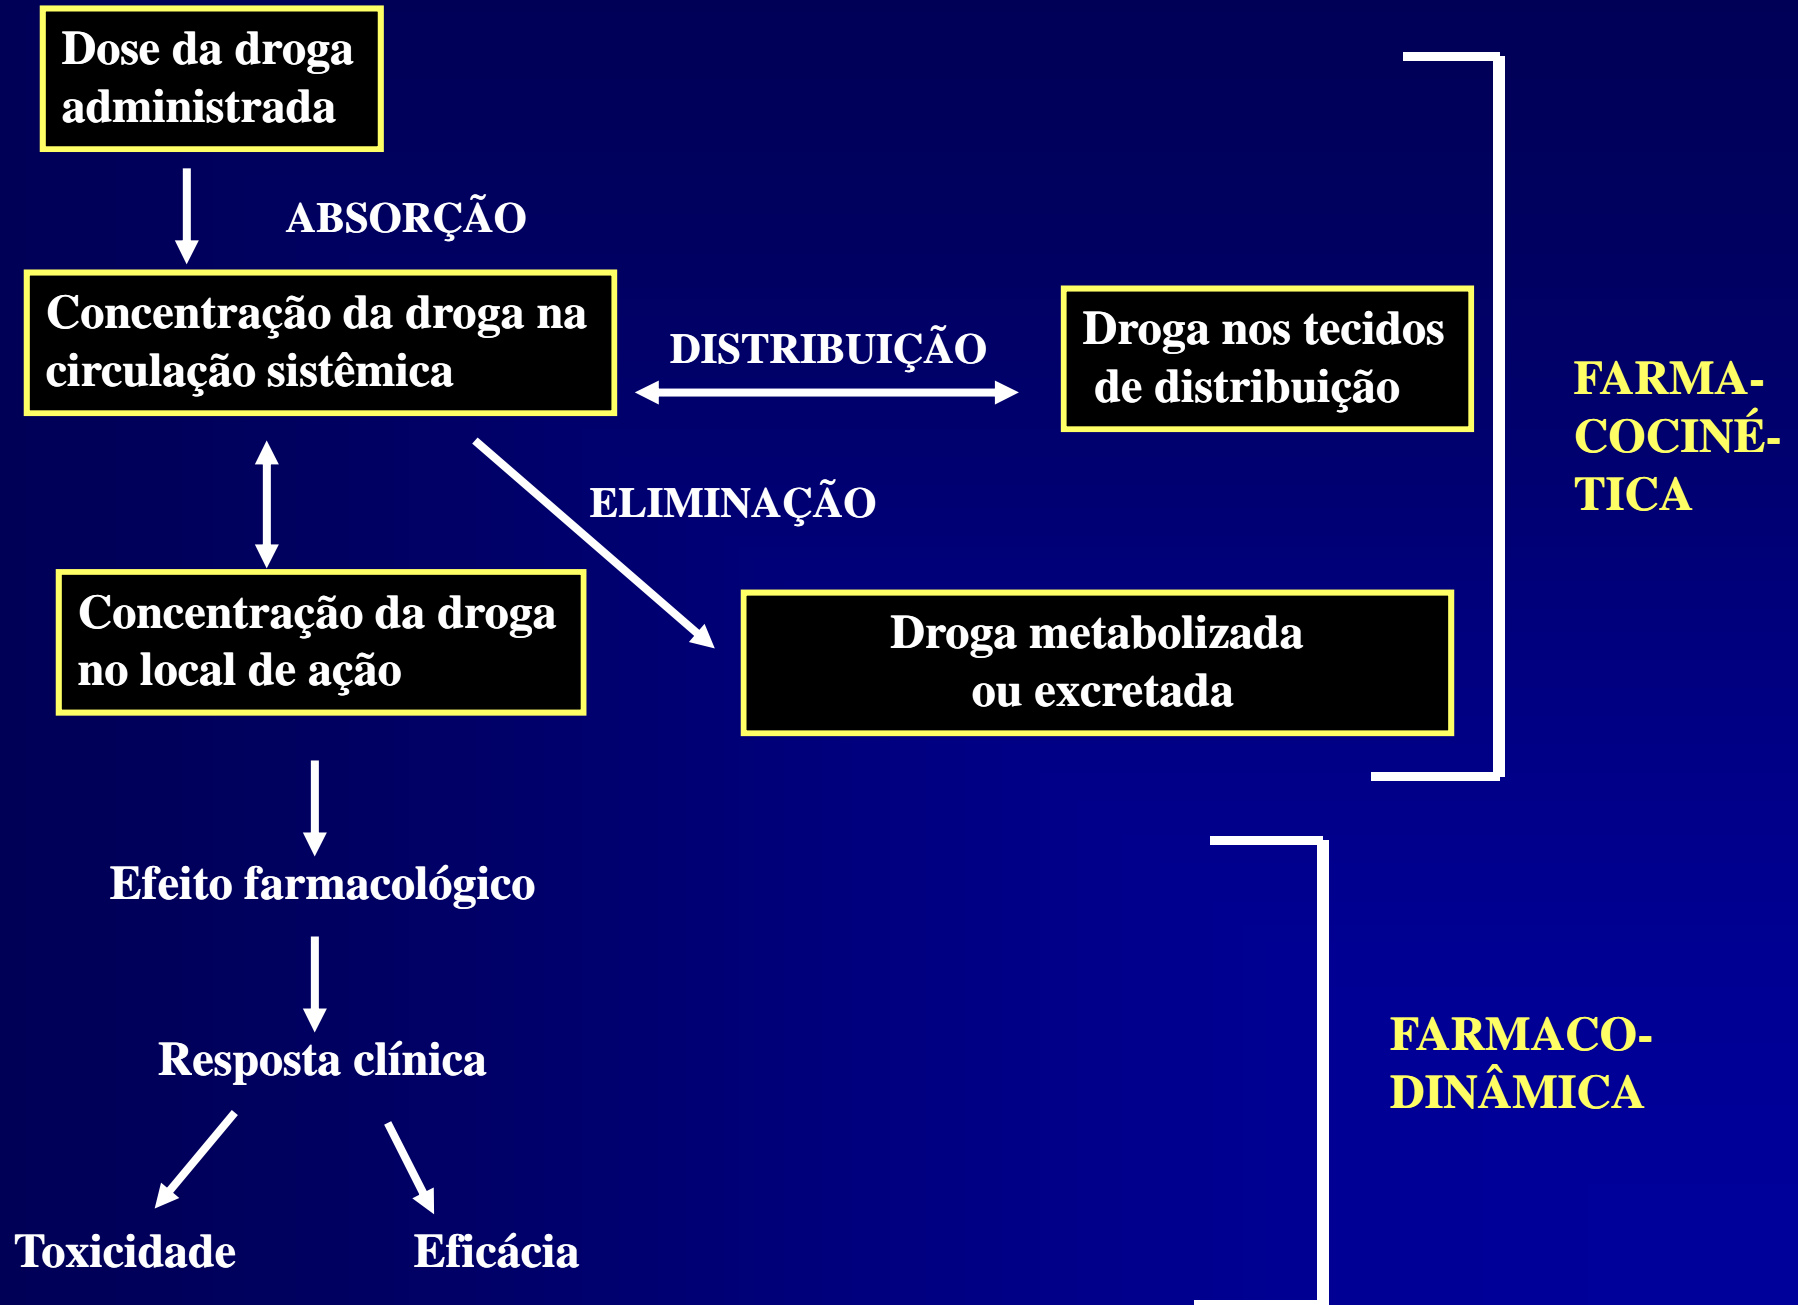 Dose da droga
administrada
ABSORÇÃO
Concentração da droga na
circulação sistêmica
DISTRIBUIÇÃO
Droga nos tecidos
de distribuição
FARMA-
COCINÉ-
TICA
ELIMINAÇÃO
Concentração da droga
no local de ação
Droga metabolizada
ou excretada
Efeito farmacológico
Resposta clínica
FARMACO-
DINÂMICA
Toxicidade
Eficácia